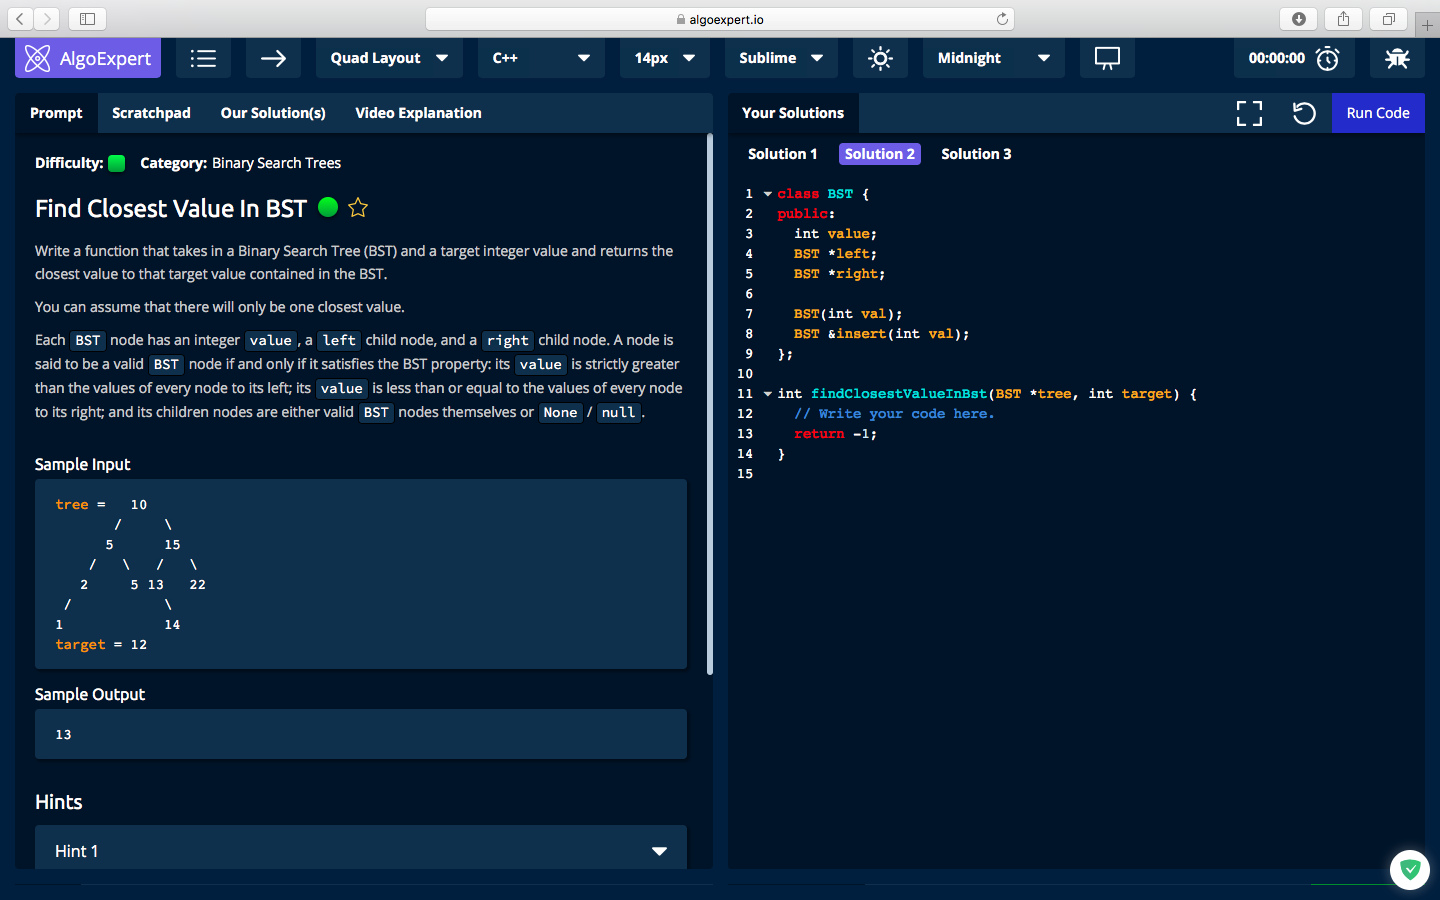 algoexpert.io
AlgoExpert
Quad Layout
C++
14px
Sublime
Midnight
00:00:00
Prompt
Scratchpad
Our Solution(s)
Video Explanation
Difficulty:
Category: Binary Search Trees
Find Closest Value In BST
Write a function that takes in a Binary Search Tree (BST) and a target integer value and returns the
closest value to that target value contained in the BST.
You can assume that there will only be one closest value.
Each BST node has an integer value, a left child node, and a right child node. A node is
said to be a valid BST node if and only if it satisfies the BST property: its value is strictly greater
than the values of every node to its left; its value is less than or equal to the values of every node
to its right; and its children nodes are either valid BST nodes themselves or None / null.
Sample Input
tree =   10
       /     \
      5      15
    /   \   /   \
   2     5 13   22
 /           \
1            14
target = 12
Sample Output
13
Hints
Hint 1
Your Solutions
Run Code
Solution 1
Solution 2
Solution 3
1 class BST {
2 public:
3   int value;
4   BST *left;
5   BST *right;
6
7   BST(int val);
8   BST &insert(int val);
9 };
10
11 int findClosestValueInBst(BST *tree, int target) {
12   // Write your code here.
13   return -1;
14 }
15